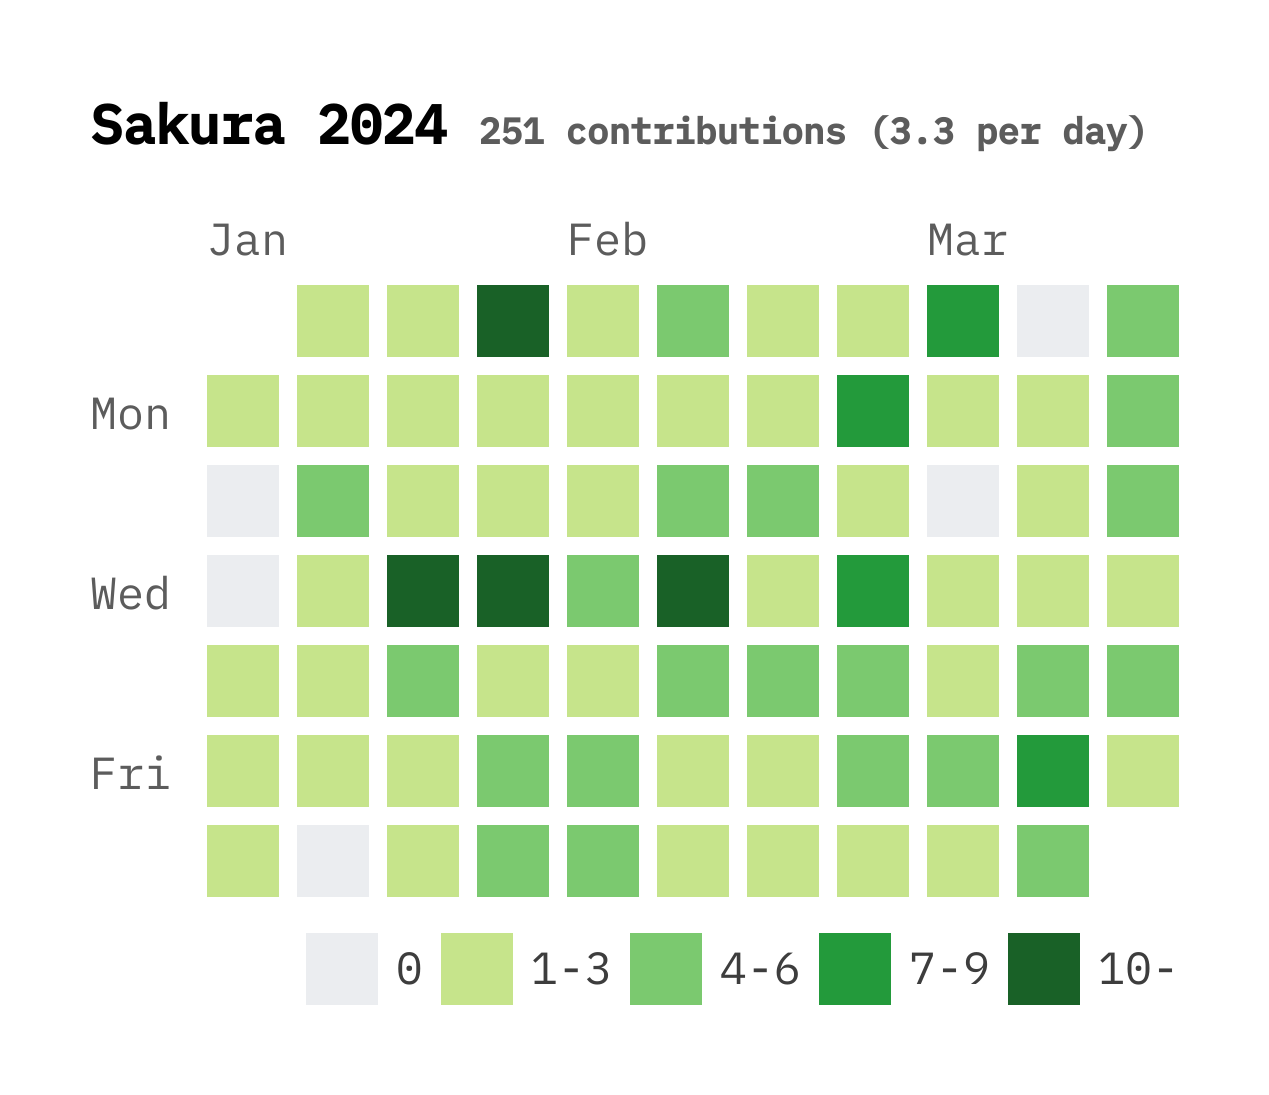 Sakura 2024 251 contributions (3.3 per day)
Jan Feb Mar
Mon
Wed
Fri
0 1-3 4-6 7-9 10-